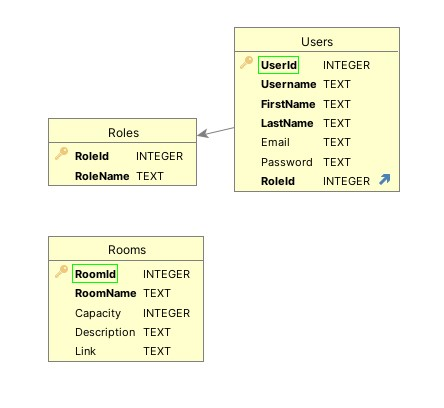 Users
UserId INTEGER
Username TEXT
FirstName TEXT
LastName TEXT
Email TEXT
Password TEXT
RoleId INTEGER
Roles
RoleId INTEGER
RoleName TEXT
Rooms
RoomId INTEGER
RoomName TEXT
Capacity INTEGER
Description TEXT
Link TEXT